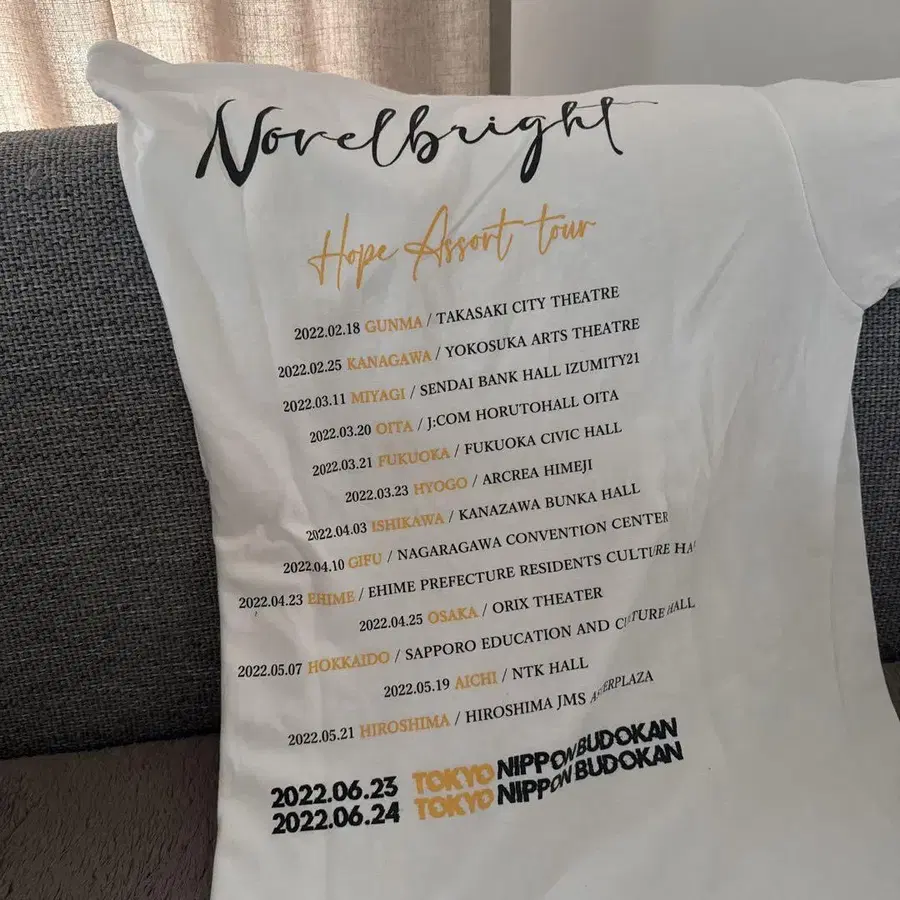 Novelbright
Hope Assort tour
2022.02.18 GUNMA / TAKASAKI CITY THEATRE
2022.02.25 KANAGAWA / YOKOSUKA ARTS THEATRE
2022.03.11 MIYAGI / SENDAI BANK HALL IZUMITY21
2022.03.20 OITA / J:COM HORUTOHALL OITA
2022.03.21 FUKUOKA / FUKUOKA CIVIC HALL
2022.03.23 HYOGO / ARCREA HIMEJI
2022.04.03 ISHIKAWA / KANAZAWA BUNKA HALL
2022.04.10 GIFU / NAGARAGAWA CONVENTION CENTER
2022.04.23 EHIME / EHIME PREFECTURE RESIDENTS CULTURE HA
2022.04.25 OSAKA / ORIX THEATER
2022.05.07 HOKKAIDO / SAPPORO EDUCATION AND CULTURE HALL
2022.05.19 AICHI / NTK HALL
2022.05.21 HIROSHIMA / HIROSHIMA JMS ASTERPLAZA
2022.06.23 TOKYO NIPPON BUDOKAN
2022.06.24 TOKYO NIPPON BUDOKAN